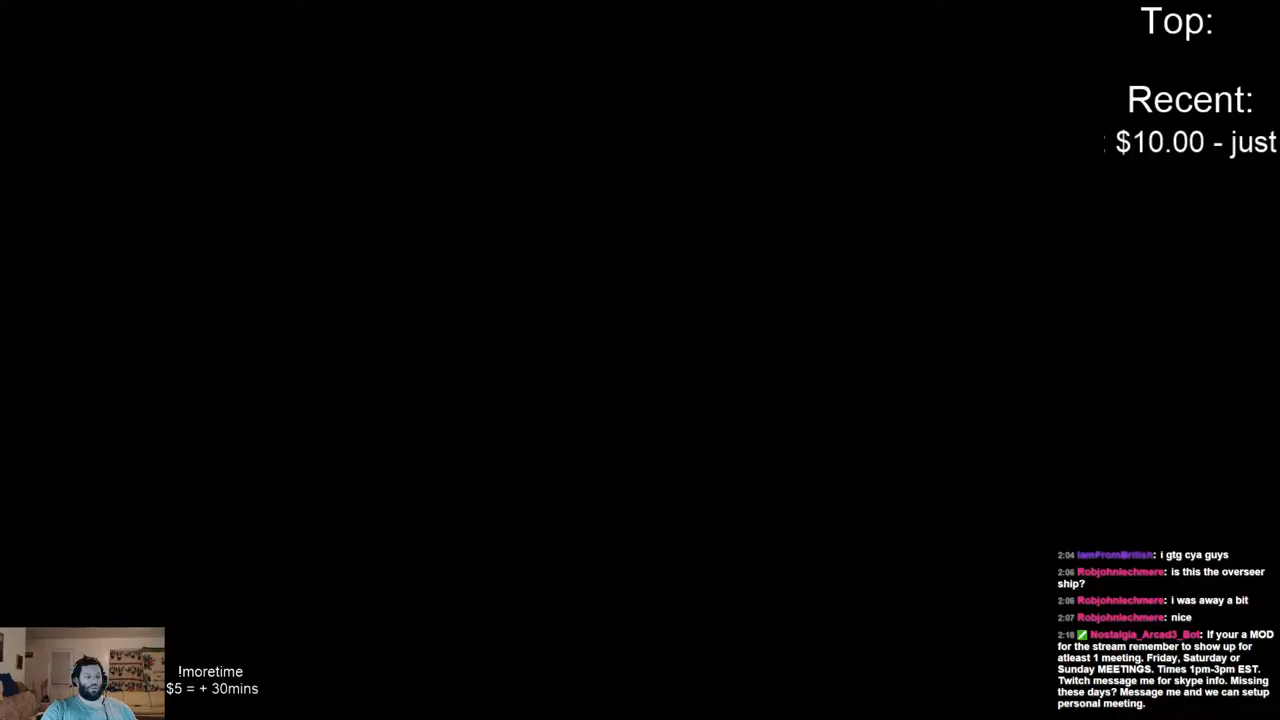 Top:
Recent:
: $10.00 - just
2:04 IamFromBritish: i gtg cya guys
2:06 Robjohnlechmere: is this the overseer
ship?
2:06 Robjohnlechmere: i was away a bit
2:07 Robjohnlechmere: nice
2:18 Nostalgia_Arcad3_Bot: If your a MOD
for the stream remember to show up for
atleast 1 meeting. Friday, Saturday or
Sunday MEETINGS. Times 1pm-3pm EST.
Twitch message me for skype info. Missing
these days? Message me and we can setup
personal meeting.
!moretime
$5 = + 30mins